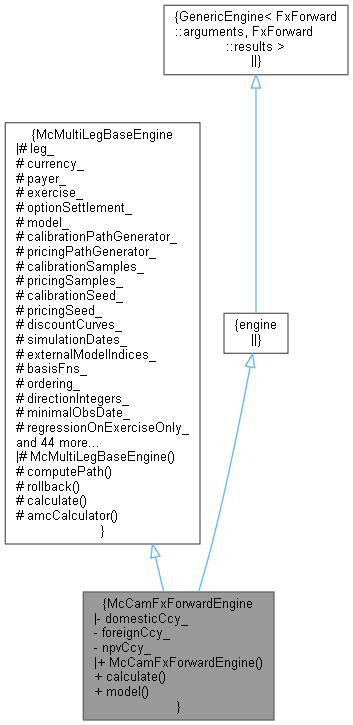 {GenericEngine< FxForward
::arguments, FxForward
::results >
||}
{McMultiLegBaseEngine
|# leg_
# currency_
# payer_
# exercise_
# optionSettlement_
# model_
# calibrationPathGenerator_
# pricingPathGenerator_
# calibrationSamples_
# pricingSamples_
# calibrationSeed_
# pricingSeed_
# discountCurves_
# simulationDates_
# externalModelIndices_
# basisFns_
# ordering_
# directionIntegers_
# minimalObsDate_
# regressionOnExerciseOnly_
and 44 more...
|# McMultiLegBaseEngine()
# computePath()
# rollback()
# calculate()
# amcCalculator()
}
{engine
||}
{McCamFxForwardEngine
|- domesticCcy_
- foreignCcy_
- npvCcy_
|+ McCamFxForwardEngine()
+ calculate()
+ model()
}